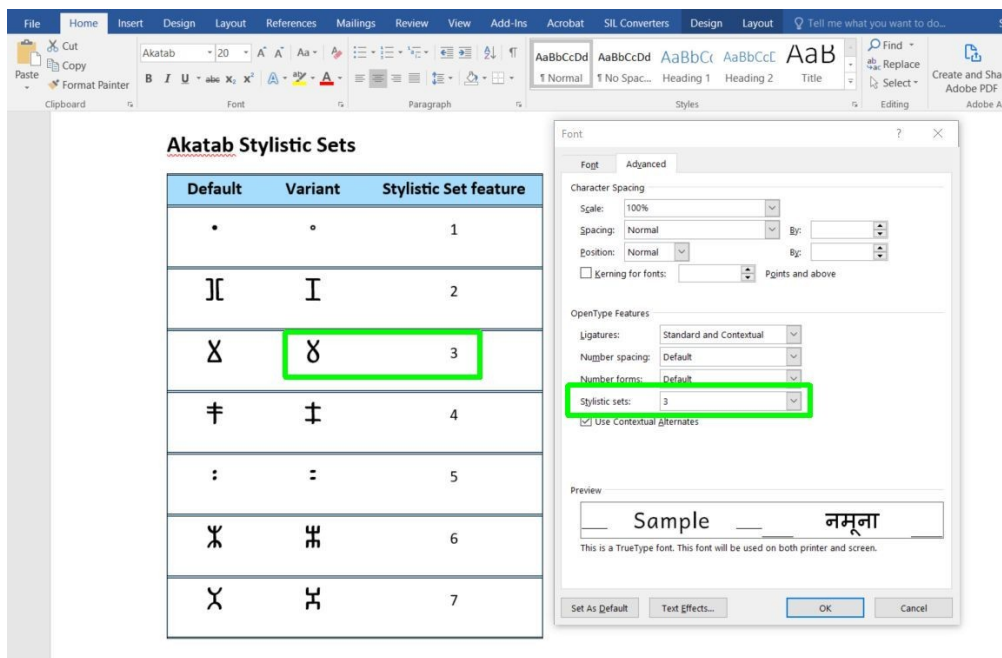 File Home Insert Design Layout References Mailings Review View Add-Ins Acrobat SIL Converters Design Layout Tell me what you want to do...
Cut
Copy
Paste
Format Painter
Clipboard
Akatab 20
Font
Paragraph
AaBbCcDd AaBbCcDd AaBbCc AaBbCcE AaB
¶ Normal ¶ No Spac... Heading 1 Heading 2 Title
Styles
Find
Replace
Select
Editing
Create and Sha
Adobe PDF
Adobe A
Akatab Stylistic Sets
Default Variant Stylistic Set feature
1
2
3
4
5
6
7
Font ? ×
Font Advanced
Character Spacing
Scale: 100%
Spacing: Normal By:
Position: Normal By:
Kerning for fonts: Points and above
OpenType Features
Ligatures: Standard and Contextual
Number spacing: Default
Number forms: Default
Stylistic sets: 3
Use Contextual Alternates
Preview
Sample नमूना
This is a TrueType font. This font will be used on both printer and screen.
Set As Default Text Effects... OK Cancel